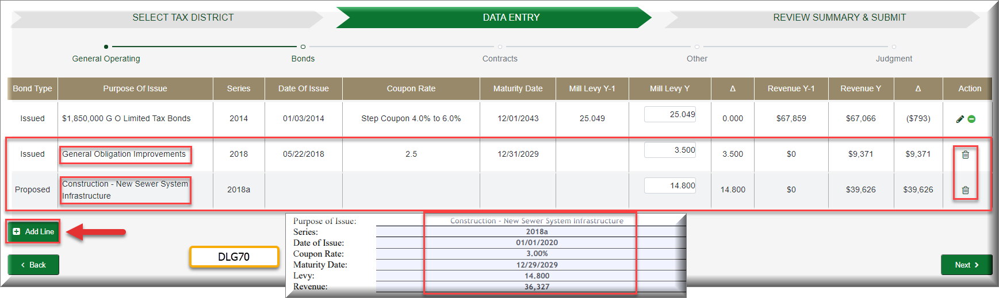 SELECT TAX DISTRICT
DATA ENTRY
REVIEW SUMMARY & SUBMIT
General Operating
Bonds
Contracts
Other
Judgment
Bond Type Purpose Of Issue Series Date Of Issue Coupon Rate Maturity Date Mill Levy Y-1 Mill Levy Y Δ Revenue Y-1 Revenue Y Δ Action
Issued $1,850,000 G O Limited Tax Bonds 2014 01/03/2014 Step Coupon 4.0% to 6.0% 12/01/2043 25.049 25.049 0.000 $67,859 $67,066 ($793)
Issued General Obligation Improvements 2018 05/22/2018 2.5 12/31/2029 3.500 3.500 $0 $9,371 $9,371
Proposed Construction - New Sewer System
Infrastructure 2018a 14.800 14.800 $0 $39,626 $39,626
Add Line
DLG70
Back
Purpose of Issue: Construction - New Sewer System Infrastructure
Series: 2018a
Date of Issue: 01/01/2020
Coupon Rate: 3.00%
Maturity Date: 12/29/2029
Levy: 14.800
Revenue: 36,327
Next